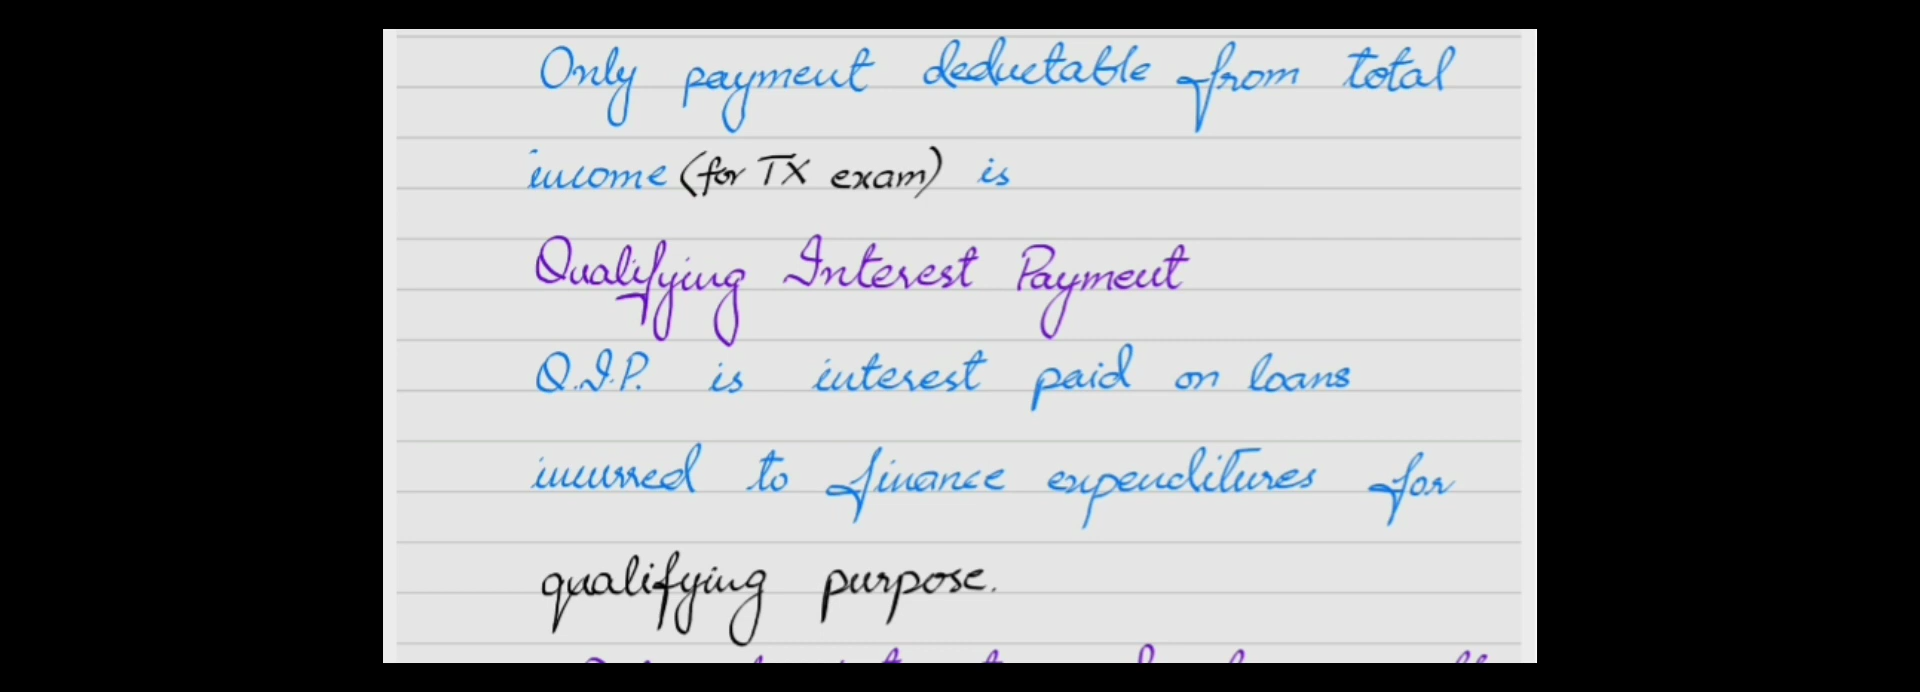 Only payment deductable from total
income (for TX exam) is
Qualifying Interest Payment
Q.I.P. is interest paid on loans
incurred to finance expenditures for
qualifying purpose.